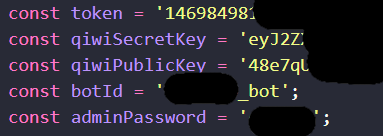 const token = '14698498
const qiwiSecretKey = 'eyJ2Z
const qiwiPublicKey = '48e7q
const botId = '_bot';
const adminPassword = '';